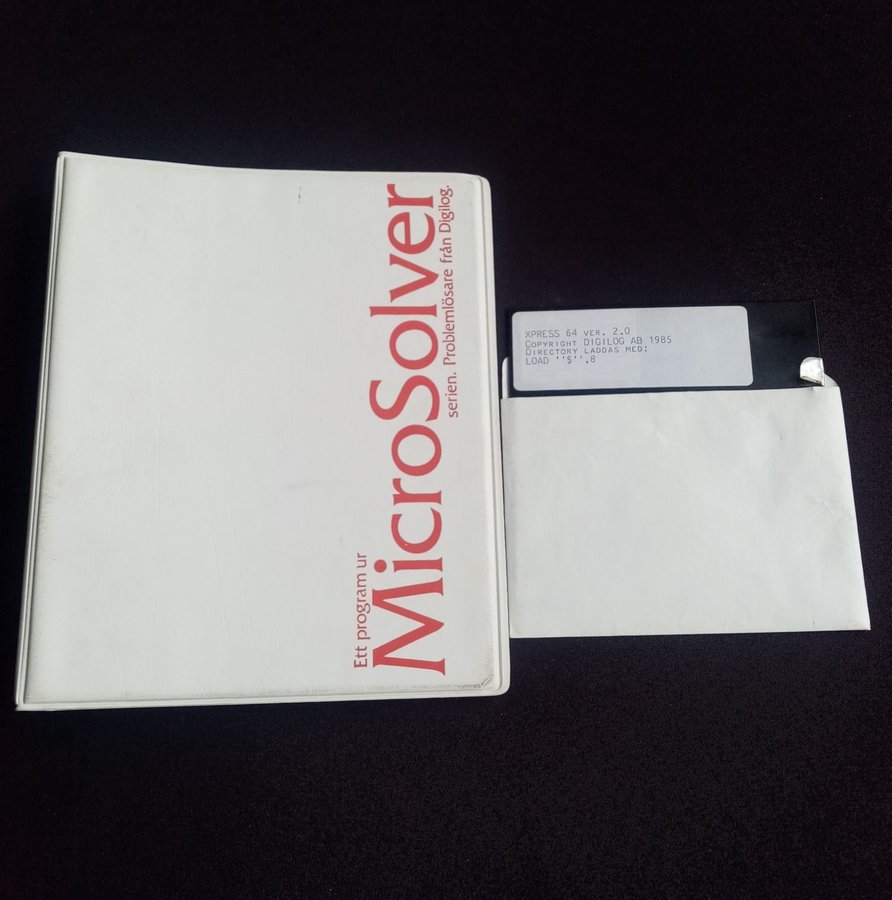 Ett program ur
MicroSolver
serien. Problemlösare från Digilog.
XPRESS 64 VER. 2.0
COPYRIGHT DIGILOG AB 1985
DIRECTORY LADDAS MED:
LOAD ''$'',8